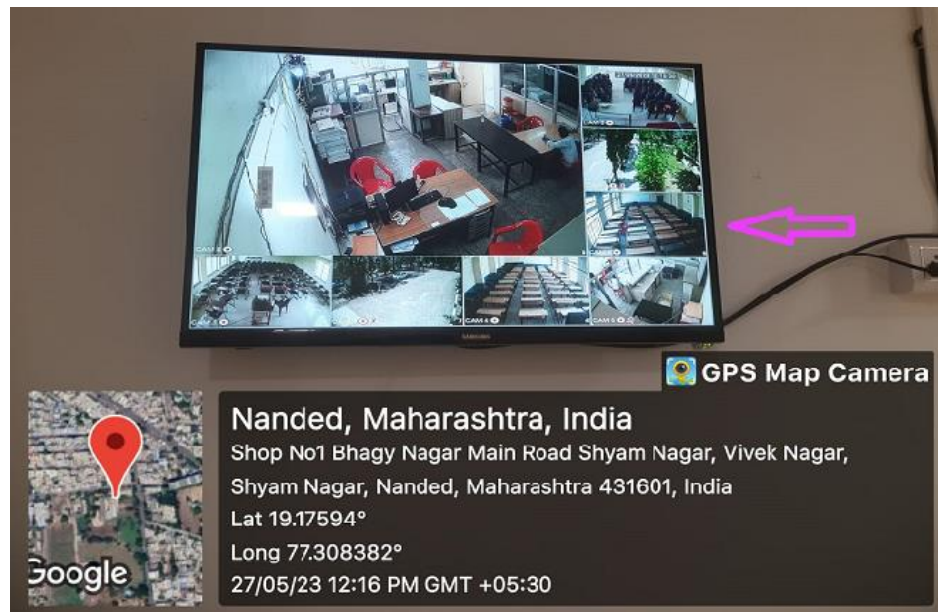 SAMSUNG
GPS Map Camera
Nanded, Maharashtra, India
Shop No1 Bhagy Nagar Main Road Shyam Nagar, Vivek Nagar,
Shyam Nagar, Nanded, Maharashtra 431601, India
Lat 19.17594°
Long 77.308382°
27/05/23 12:16 PM GMT +05:30
Google